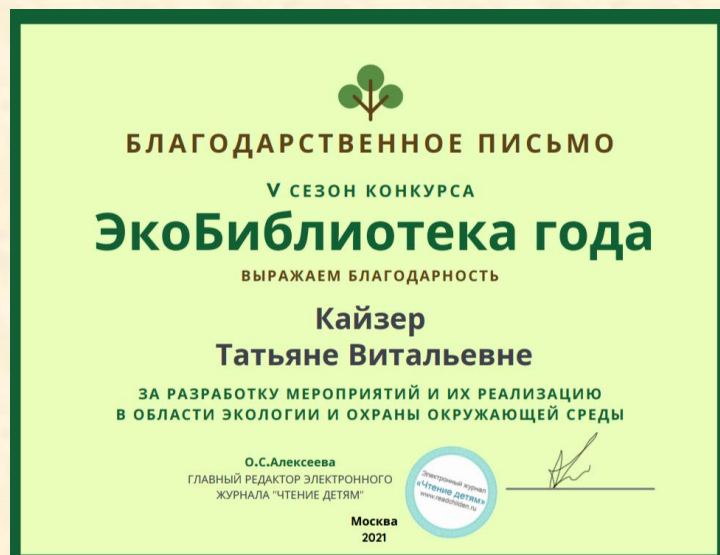 БЛАГОДАРСТВЕННОЕ ПИСЬМО
V СЕЗОН КОНКУРСА
ЭкоБиблиотека года
ВЫРАЖАЕМ БЛАГОДАРНОСТЬ
Кайзер
Татьяне Витальевне
ЗА РАЗРАБОТКУ МЕРОПРИЯТИЙ И ИХ РЕАЛИЗАЦИЮ
В ОБЛАСТИ ЭКОЛОГИИ И ОХРАНЫ ОКРУЖАЮЩЕЙ СРЕДЫ
О.С.Алексеева
ГЛАВНЫЙ РЕДАКТОР ЭЛЕКТРОННОГО
ЖУРНАЛА "ЧТЕНИЕ ДЕТЯМ"
Электронный журнал
«Чтение детям»
www.readchilden.ru
Москва
2021